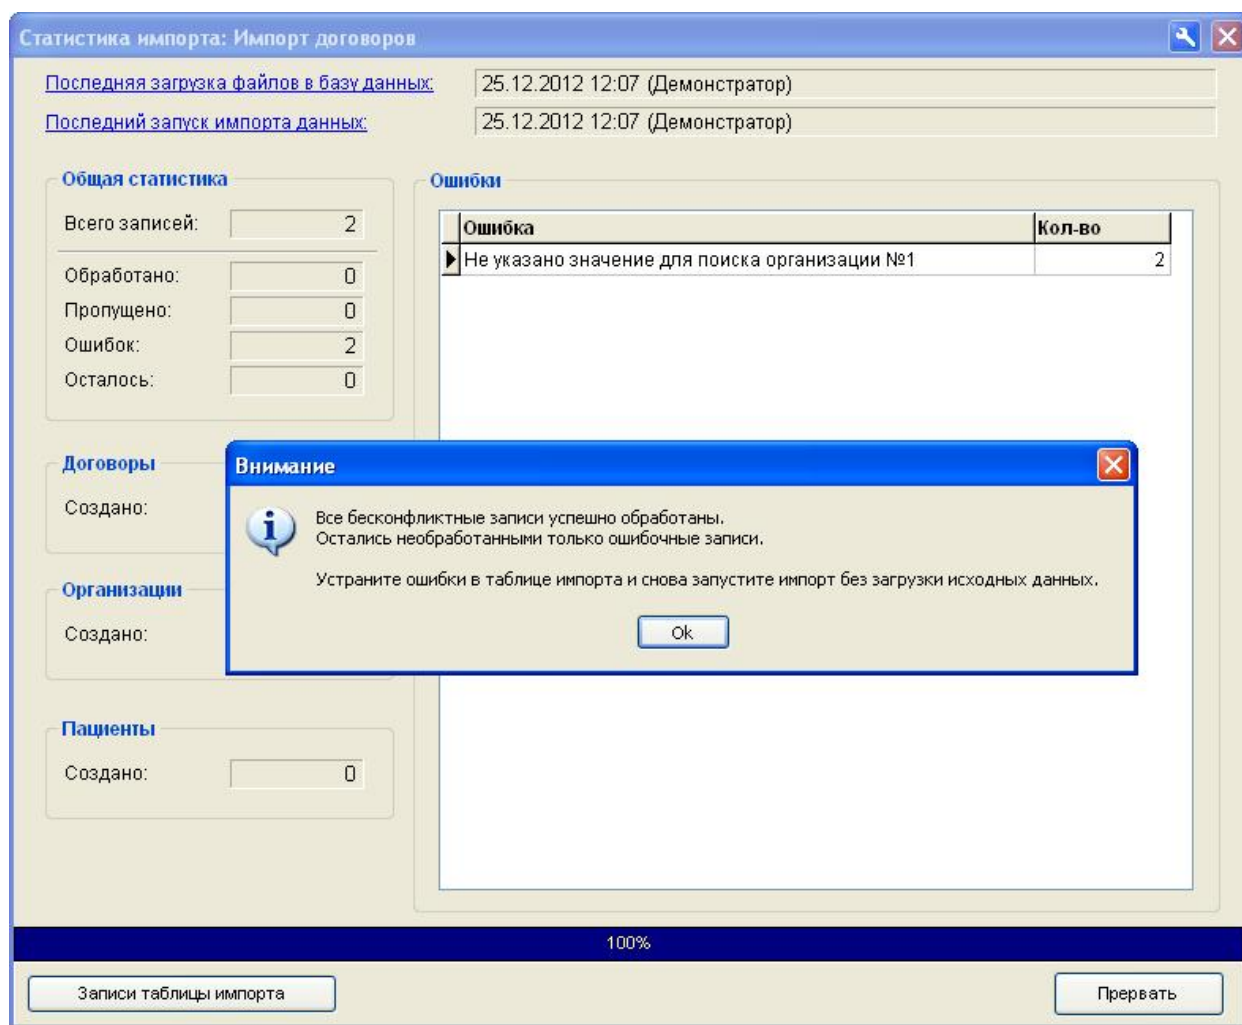 Статистика импорта: Импорт договоров
Последняя загрузка файлов в базу данных: 25.12.2012 12:07 (Демонстратор)
Последний запуск импорта данных: 25.12.2012 12:07 (Демонстратор)
Общая статистика
Всего записей: 2
Обработано: 0
Пропущено: 0
Ошибок: 2
Осталось: 0
Ошибки
Ошибка Кол-во
Не указано значение для поиска организации №1 2
Договоры
Создано:
Организации
Создано:
Внимание
Все бесконфликтные записи успешно обработаны.
Остались необработанными только ошибочные записи.
Устраните ошибки в таблице импорта и снова запустите импорт без загрузки исходных данных.
Ok
Пациенты
Создано: 0
100%
Записи таблицы импорта Прервать